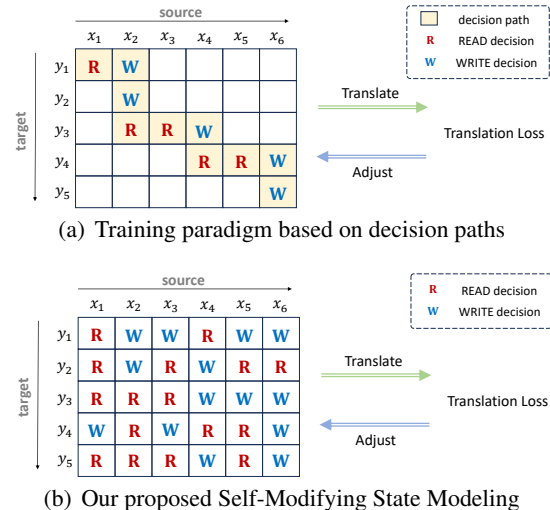 source
decision path
R READ decision
W WRITE decision
x1 x2 x3 x4 x5 x6
target
y1 R W
y2 W
y3 R R W
y4 R R W
y5 W
Translate
Translation Loss
Adjust
(a) Training paradigm based on decision paths
source
R READ decision
W WRITE decision
x1 x2 x3 x4 x5 x6
target
y1 R W W R W W
y2 R W R W R R
y3 R R R W W W
y4 W R W R R W
y5 R R R W R W
Translate
Translation Loss
Adjust
(b) Our proposed Self-Modifying State Modeling